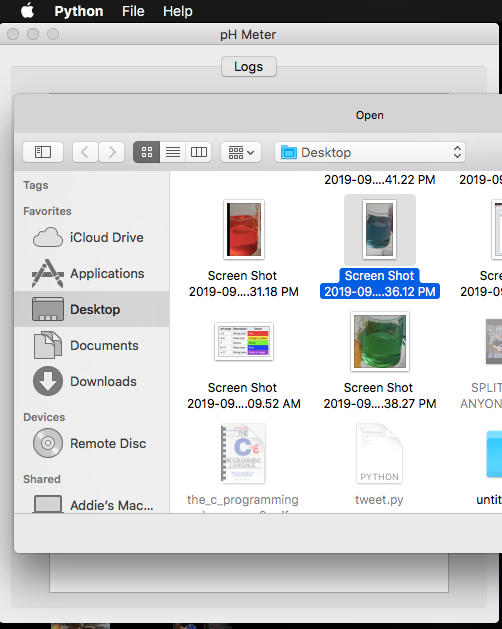 Python File Help
pH Meter
Logs
Open
Desktop
Tags
Favorites
iCloud Drive
Applications
Desktop
Documents
Downloads
Devices
Remote Disc
Shared
Addie's Mac...
2019-09....41.22 PM
2019-09
Screen Shot
2019-09....31.18 PM
Screen Shot
2019-09....36.12 PM
Scre
2019-09.
Screen Shot
2019-09....09.52 AM
Screen Shot
2019-09....38.27 PM
SPLIT
ANYON
THE
PROGRAMMING
LANGUAGE
the_c_programming
PYTHON
tweet.py
untit